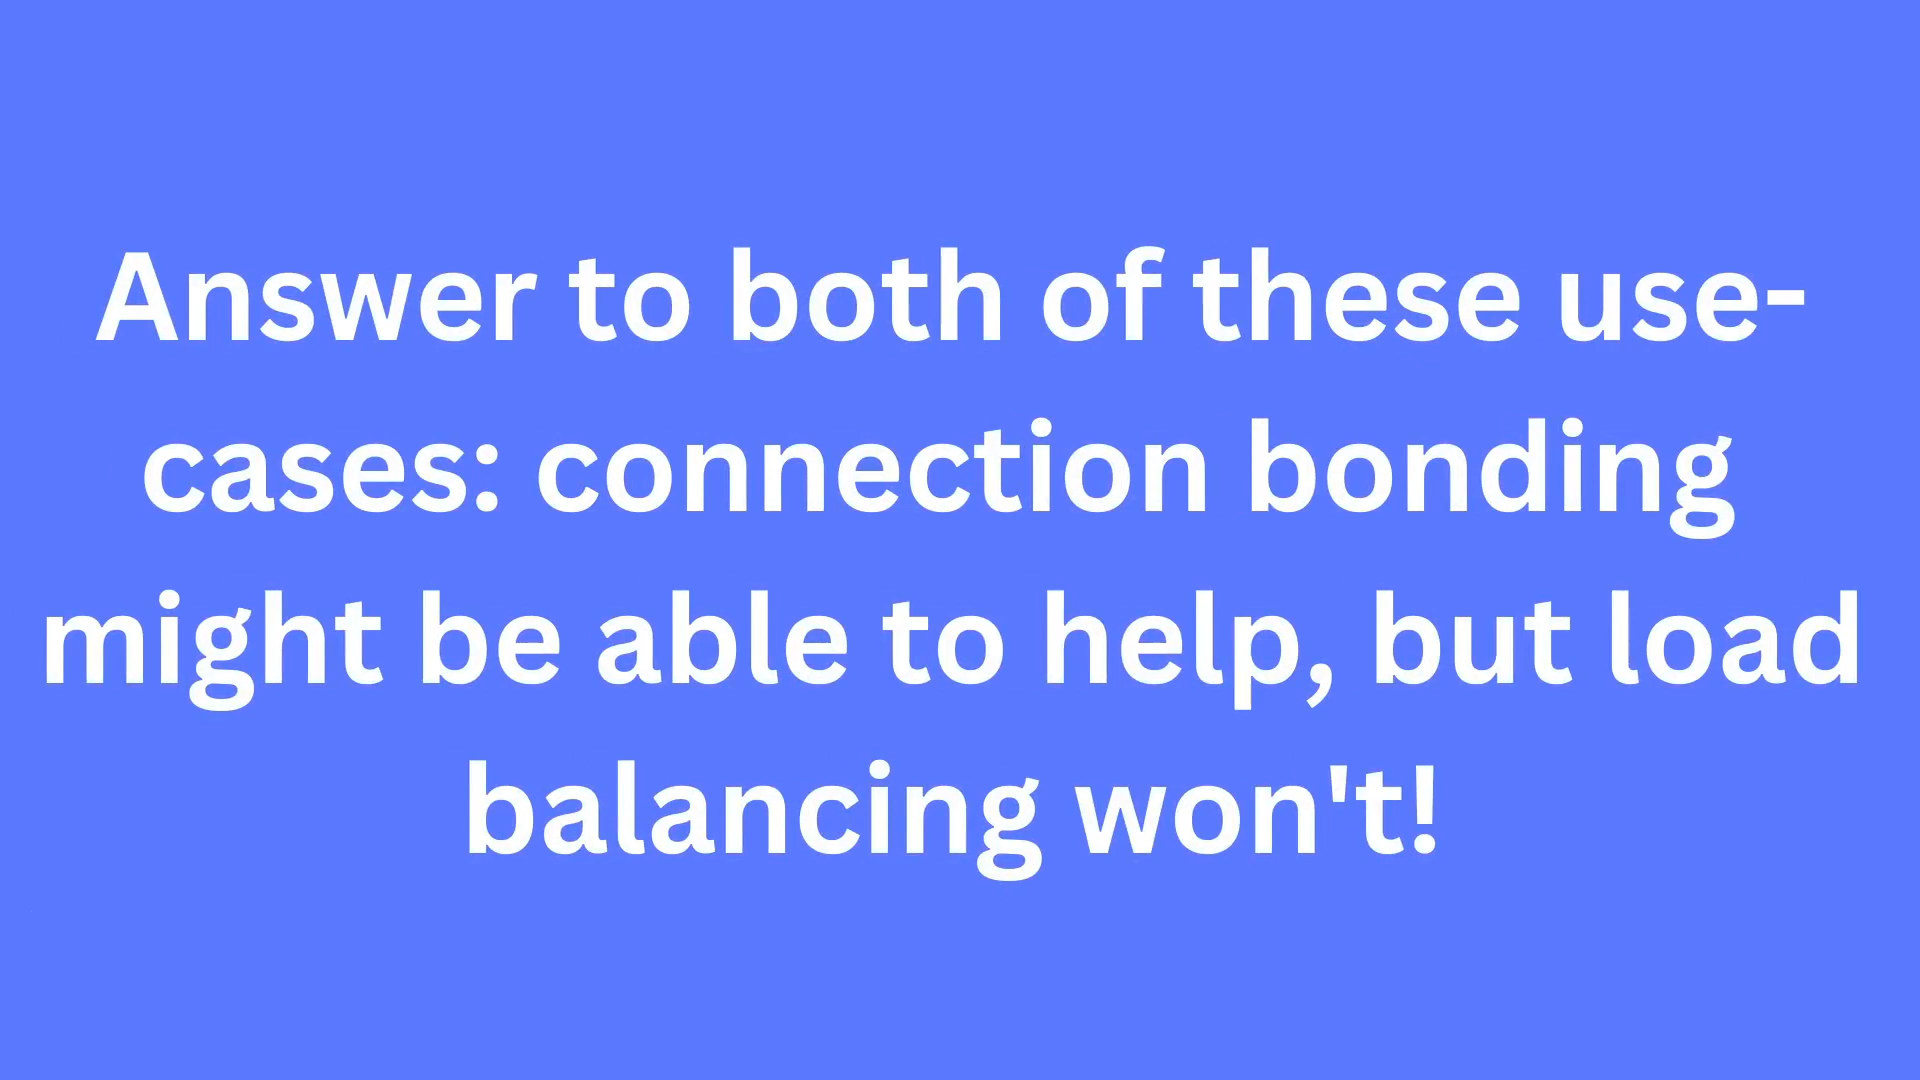 Answer to both of these use-
cases: connection bonding
might be able to help, but load
balancing won't!